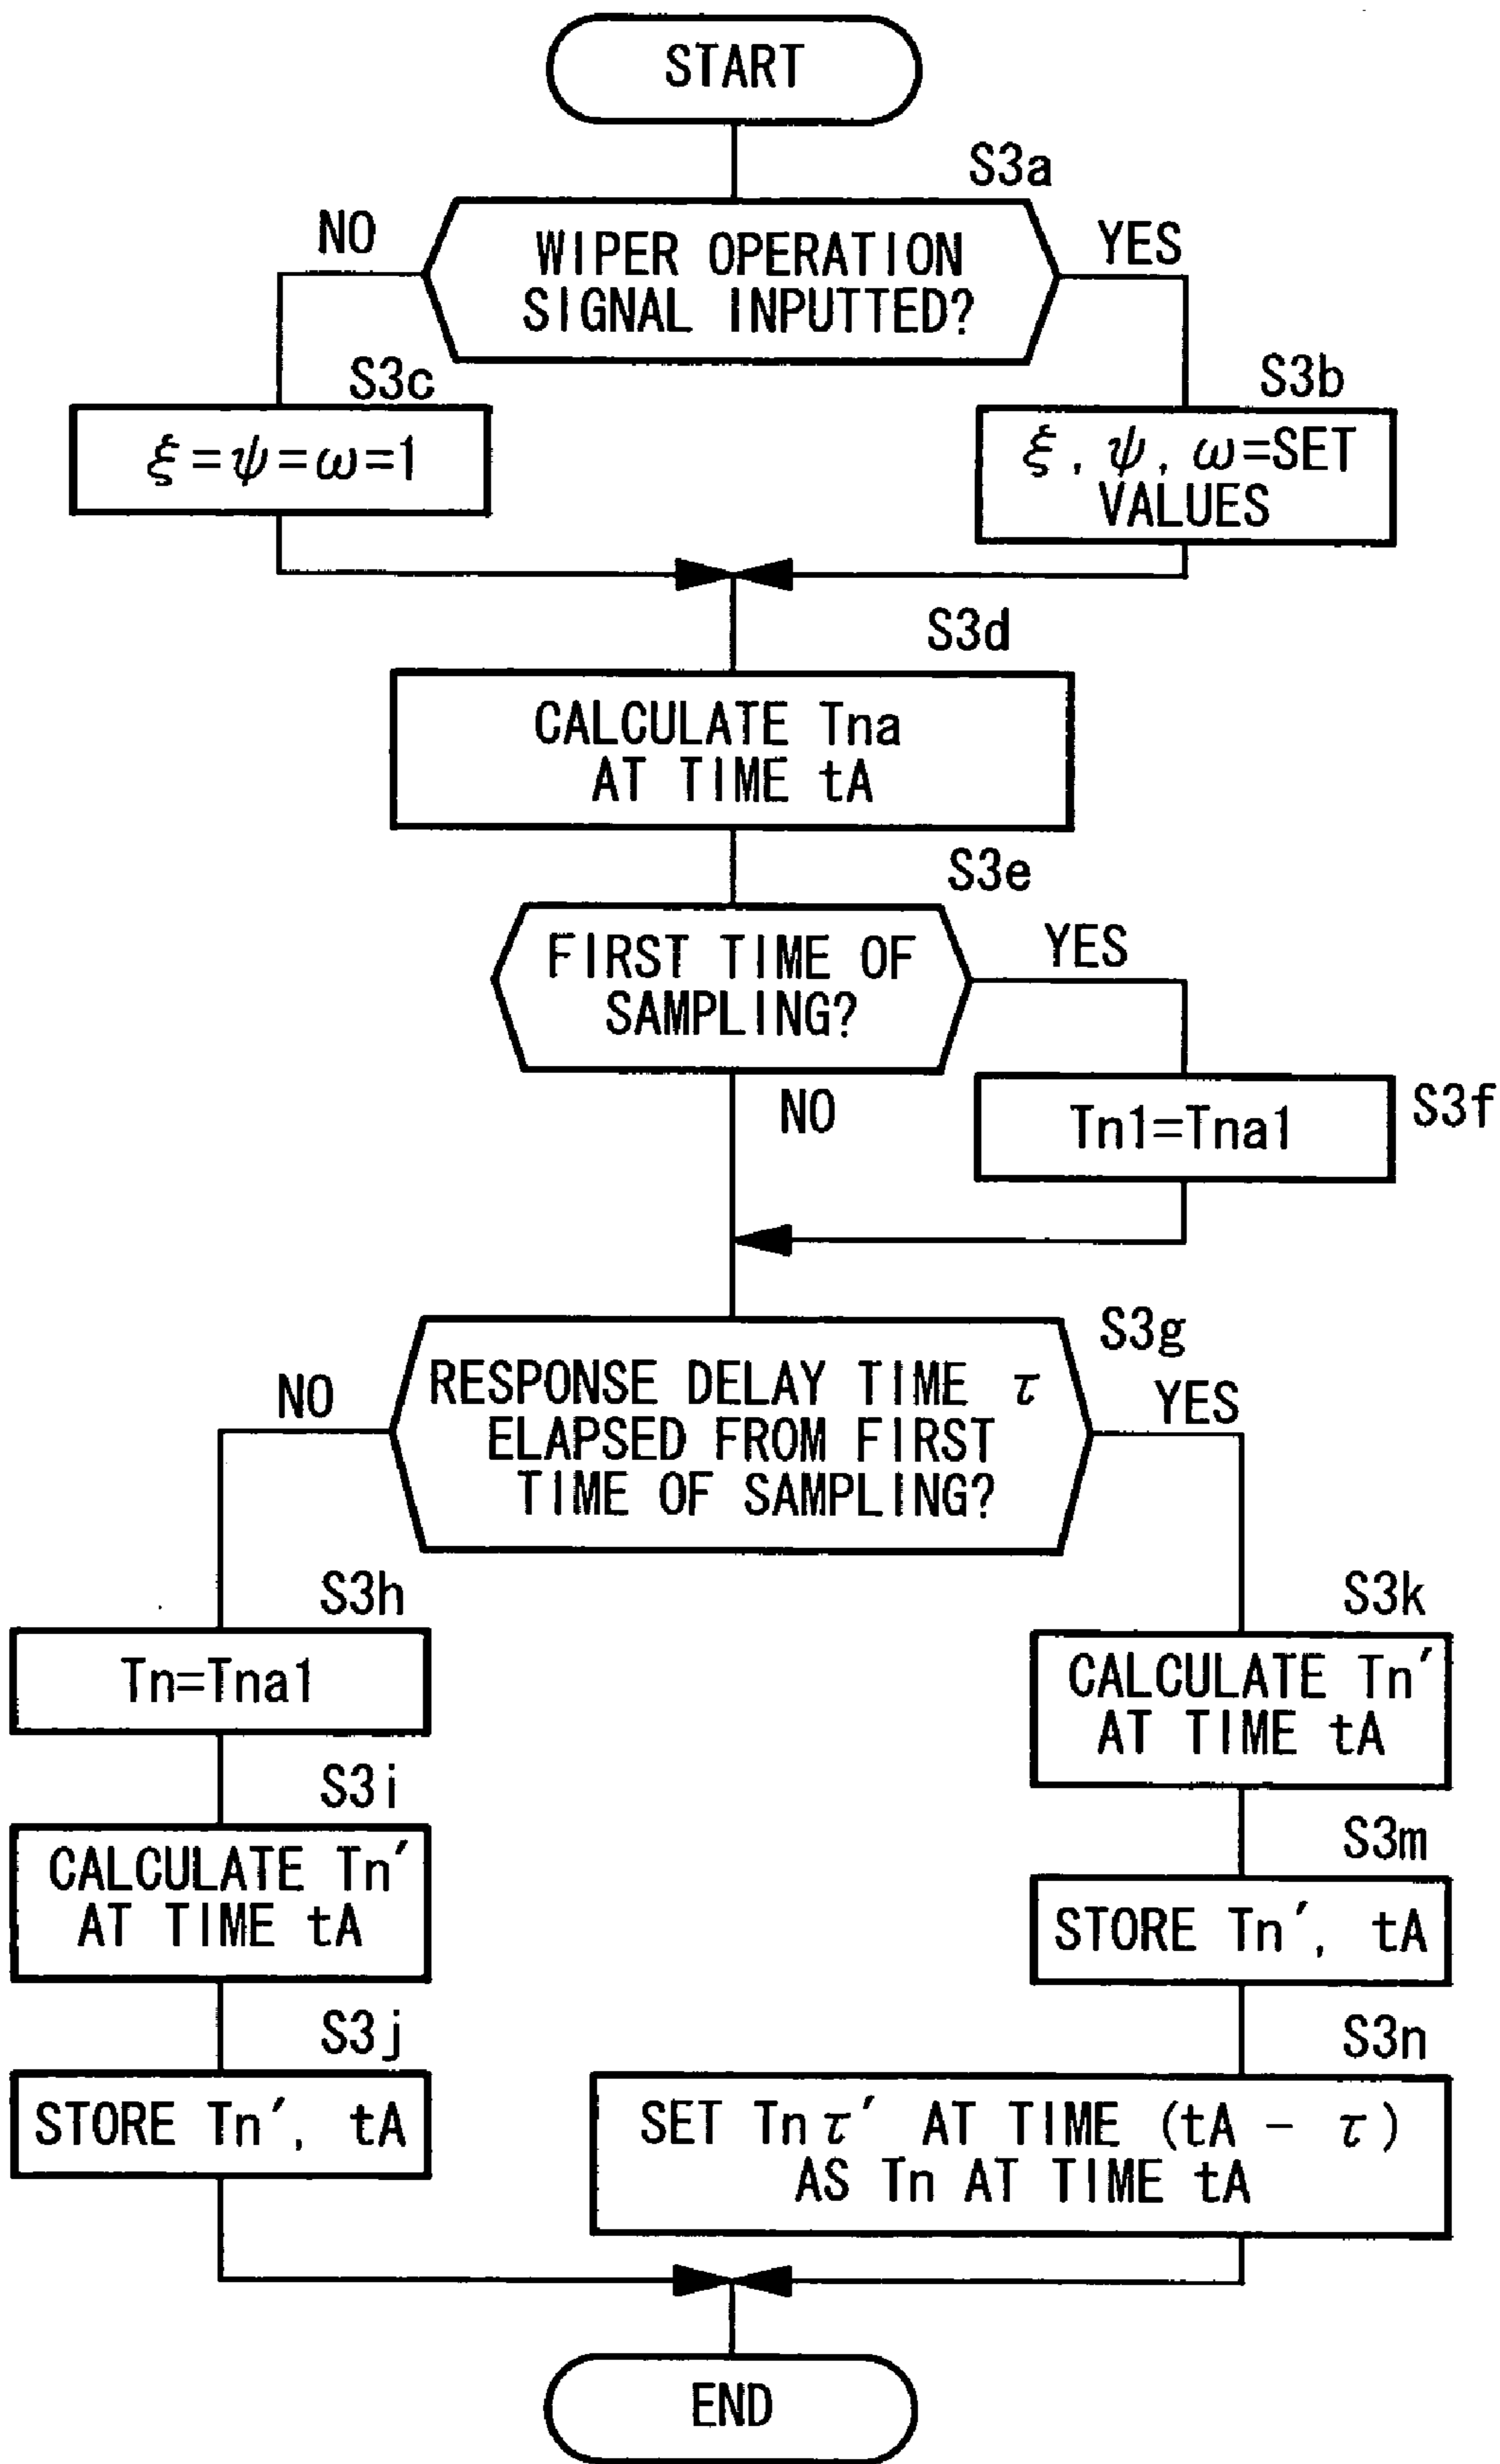 START
S3a
NO
YES
WIPER OPERATION
SIGNAL INPUTTED?
S3c
S3b
ξ=ψ=ω=1
ξ, ψ, ω=SET
VALUES
S3d
CALCULATE Tna
AT TIME tA
S3e
FIRST TIME OF
SAMPLING?
YES
NO
Tn1=Tna1
S3f
S3g
NO
RESPONSE DELAY TIME τ
ELAPSED FROM FIRST
TIME OF SAMPLING?
YES
S3h
S3k
Tn=Tna1
CALCULATE Tn'
AT TIME tA
S3i
CALCULATE Tn'
AT TIME tA
S3m
STORE Tn', tA
S3j
S3n
STORE Tn', tA
SET Tnτ' AT TIME (tA - τ)
AS Tn AT TIME tA
END